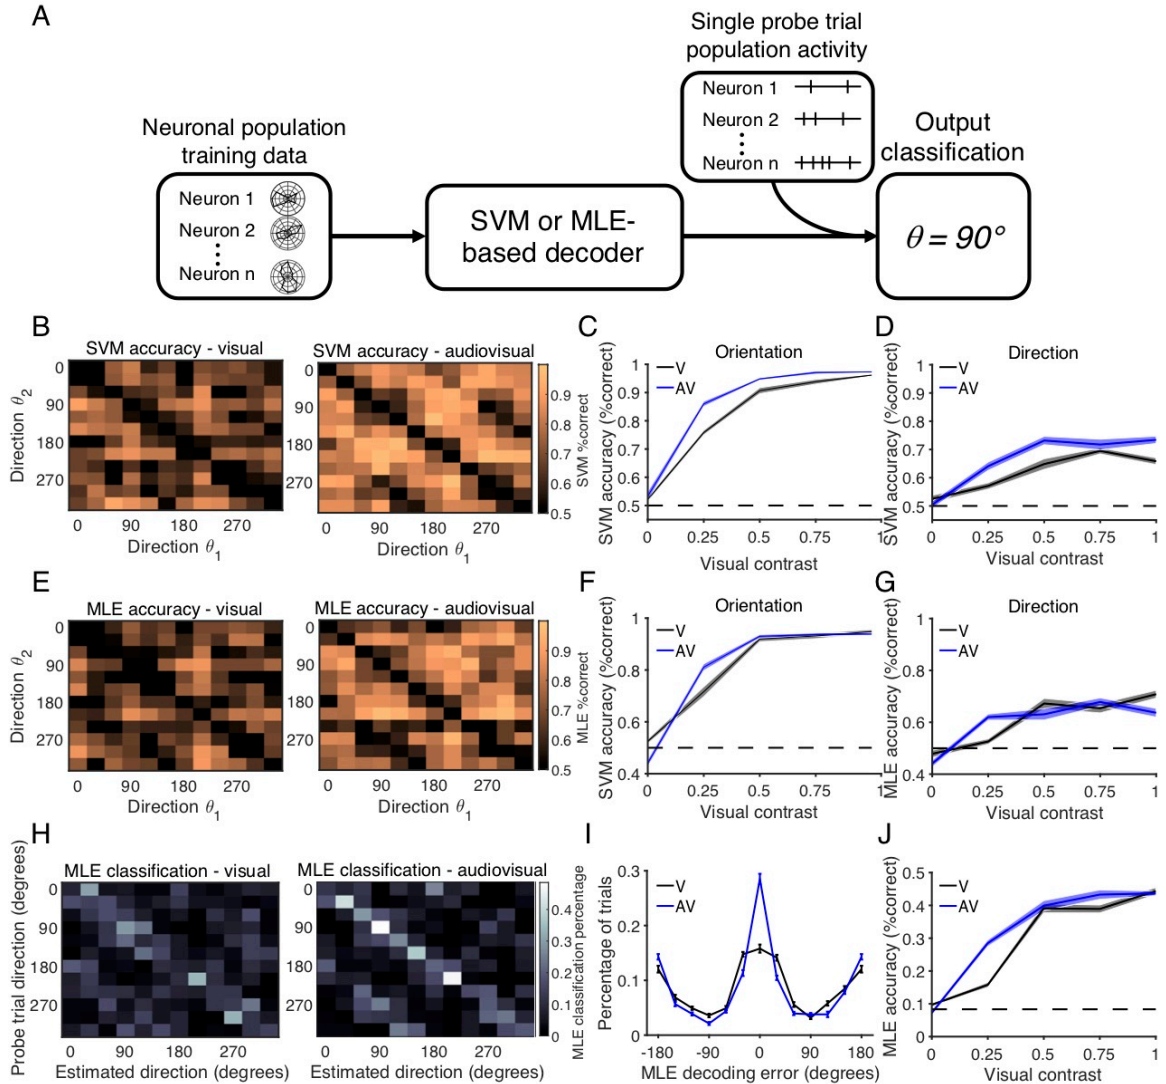 A
Single probe trial
population activity
Neuron 1
Neuron 2
Neuron n
Neuronal population
training data
Neuron 1
Neuron 2
Neuron n
SVM or MLE-
based decoder
Output
classification
θ = 90°
B
SVM accuracy - visual
Direction θ2
0
90
180
270
0 90 180 270
Direction θ1
SVM accuracy - audiovisual
0
90
180
270
0 90 180 270
Direction θ1
0.9
0.8
0.7
0.6
0.5
SVM %correct
C
Orientation
V
AV
SVM accuracy (%correct)
1
0.9
0.8
0.7
0.6
0.5
0 0.25 0.5 0.75 1
Visual contrast
D
Direction
V
AV
SVM accuracy (%correct)
1
0.9
0.8
0.7
0.6
0.5
0 0.25 0.5 0.75 1
Visual contrast
E
MLE accuracy - visual
Direction θ2
0
90
180
270
0 90 180 270
Direction θ1
MLE accuracy - audiovisual
0
90
180
270
0 90 180 270
Direction θ1
0.9
0.8
0.7
0.6
0.5
MLE %correct
F
Orientation
V
AV
SVM accuracy (%correct)
1
0.8
0.6
0.4
0 0.25 0.5 0.75 1
Visual contrast
G
Direction
V
AV
MLE accuracy (%correct)
1
0.8
0.6
0.4
0 0.25 0.5 0.75 1
Visual contrast
H
MLE classification - visual
Probe trial direction (degrees)
0
90
180
270
0 90 180 270
Estimated direction (degrees)
MLE classification - audiovisual
0
90
180
270
0 90 180 270
Estimated direction (degrees)
0.4
0.3
0.2
0.1
0
MLE classification percentage
I
V
AV
Percentage of trials
0.3
0.2
0.1
0
-180 -90 0 90 180
MLE decoding error (degrees)
J
V
AV
MLE accuracy (%correct)
0.5
0.4
0.3
0.2
0.1
0
0 0.25 0.5 0.75 1
Visual contrast